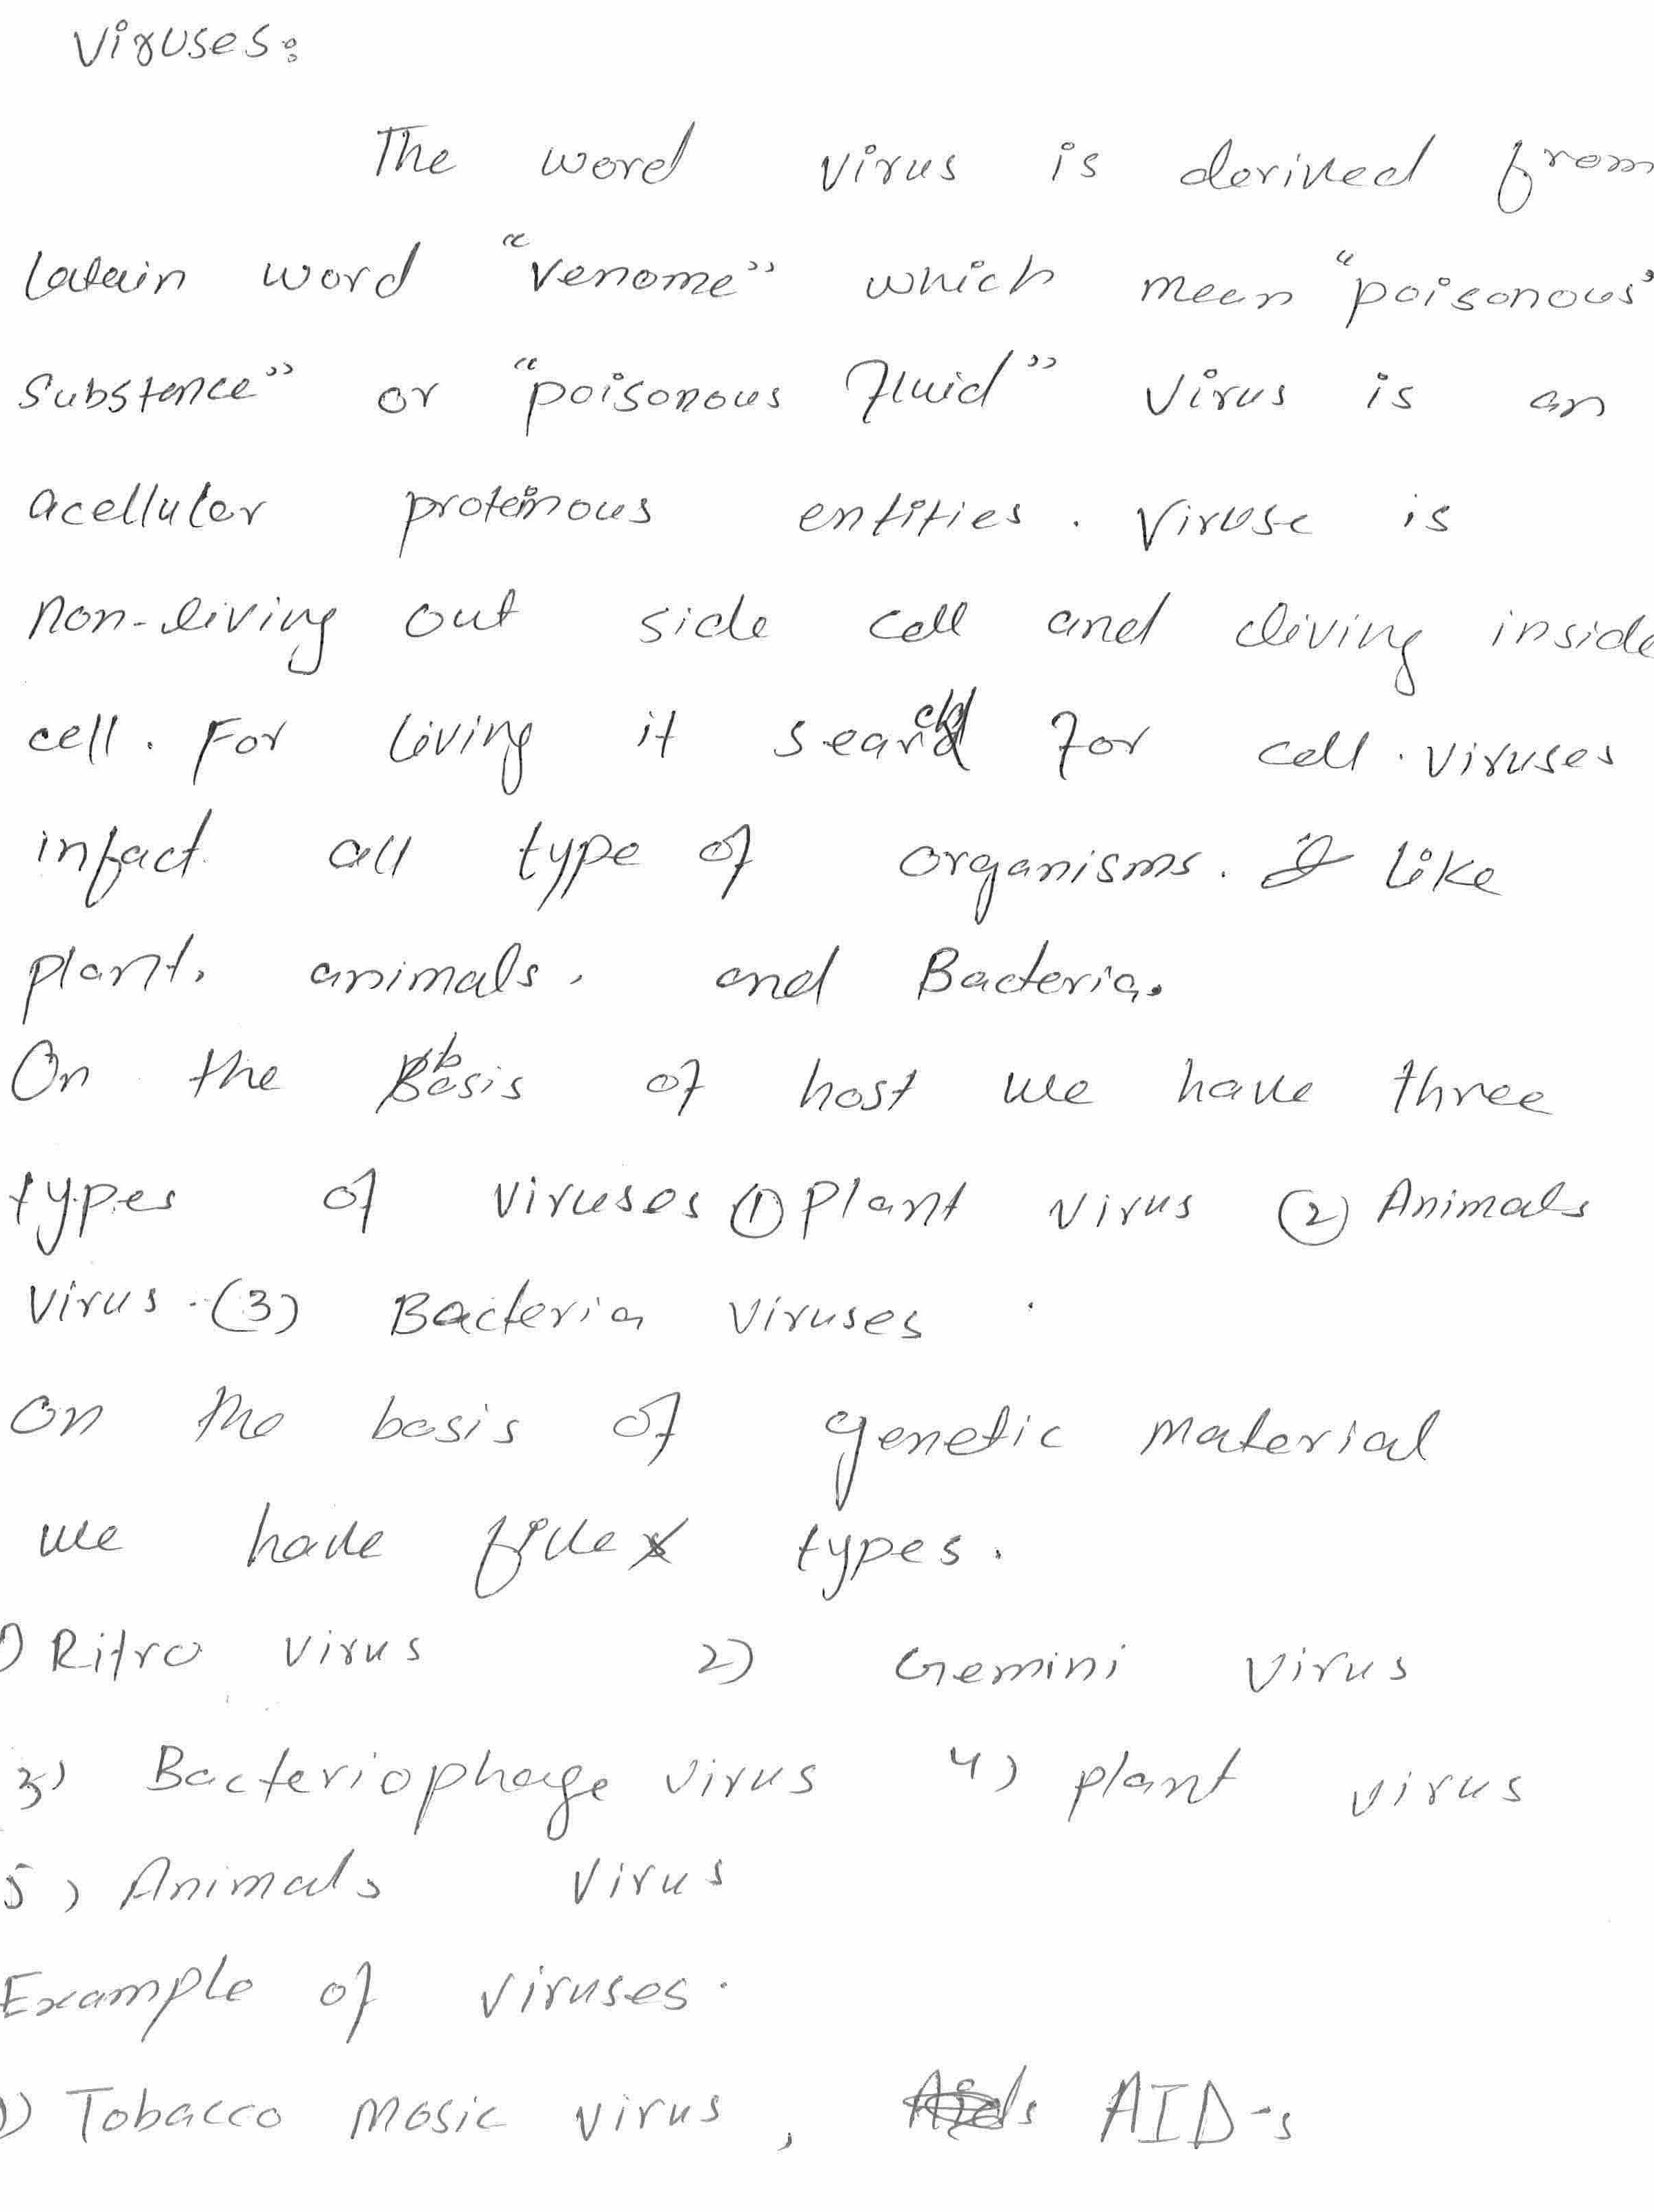 Viruses:
The word virus is derived from
latain word "venome" which meen "poisonous
substence" or "poisonous Fluid" Virus is an
acelluler proteinous entities. Viruse is
non-living out side cell and living inside
cell. For living it search for cell. viruses
infact all type of organisms. like
plant, animals, and Bacteria.
On the basis of host we have three
types of viruses ① Plant virus ② Animals
virus. (3) Bacteria viruses
on the basis of genetic material
we have five types.
1) Ritro virus 2) Gemini virus
3) Bacteriophage virus 4) plant virus
5) Animals virus
Example of viruses.
1) Tobacco mosic virus, AID-s